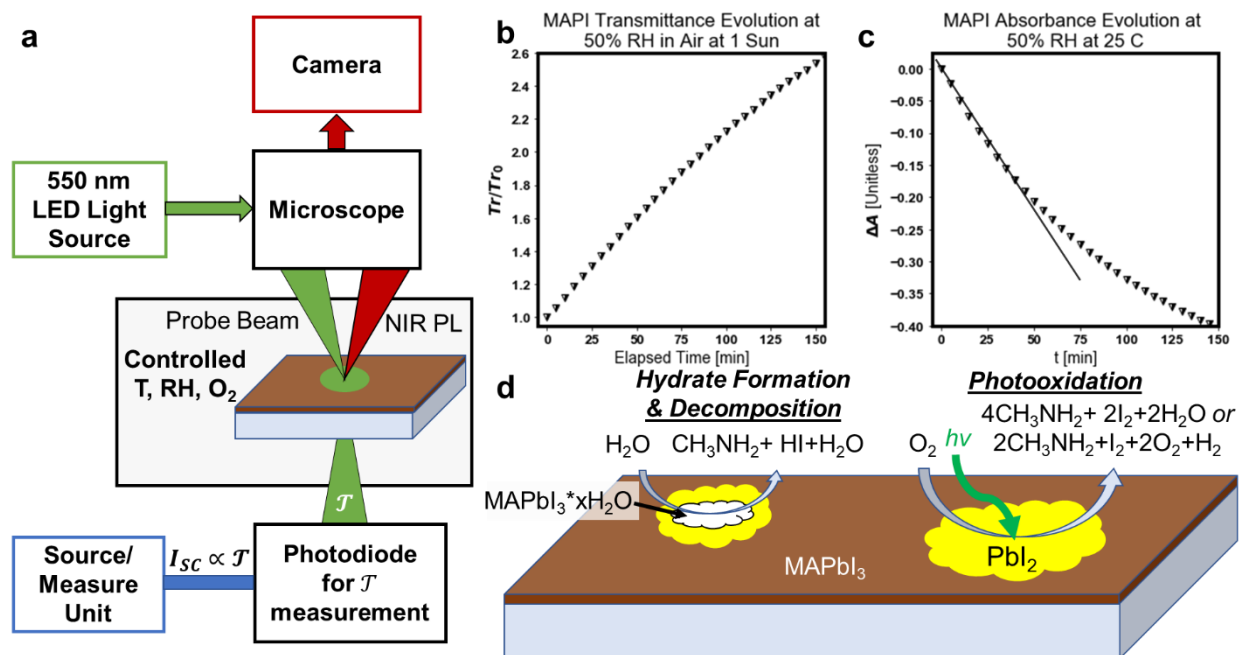 a
Camera
550 nm
LED Light
Source
Microscope
Probe Beam
NIR PL
Controlled
T, RH, O₂
𝒯
Source/
Measure
Unit
I_SC ∝ 𝒯
Photodiode
for 𝒯
measurement
b
MAPI Transmittance Evolution at
50% RH in Air at 1 Sun
Tr/Tr₀
2.6
2.4
2.2
2.0
1.8
1.6
1.4
1.2
1.0
0 25 50 75 100 125 150
Elapsed Time [min]
c
MAPI Absorbance Evolution at
50% RH at 25 C
ΔA [Unitless]
0.00
−0.05
−0.10
−0.15
−0.20
−0.25
−0.30
−0.35
−0.40
0 25 50 75 100 125 150
t [min]
d
Hydrate Formation
& Decomposition
H₂O CH₃NH₂+ HI+H₂O
MAPbI₃*xH₂O
Photooxidation
4CH₃NH₂+ 2I₂+2H₂O or
2CH₃NH₂+I₂+2O₂+H₂
O₂ hν
PbI₂
MAPbI₃